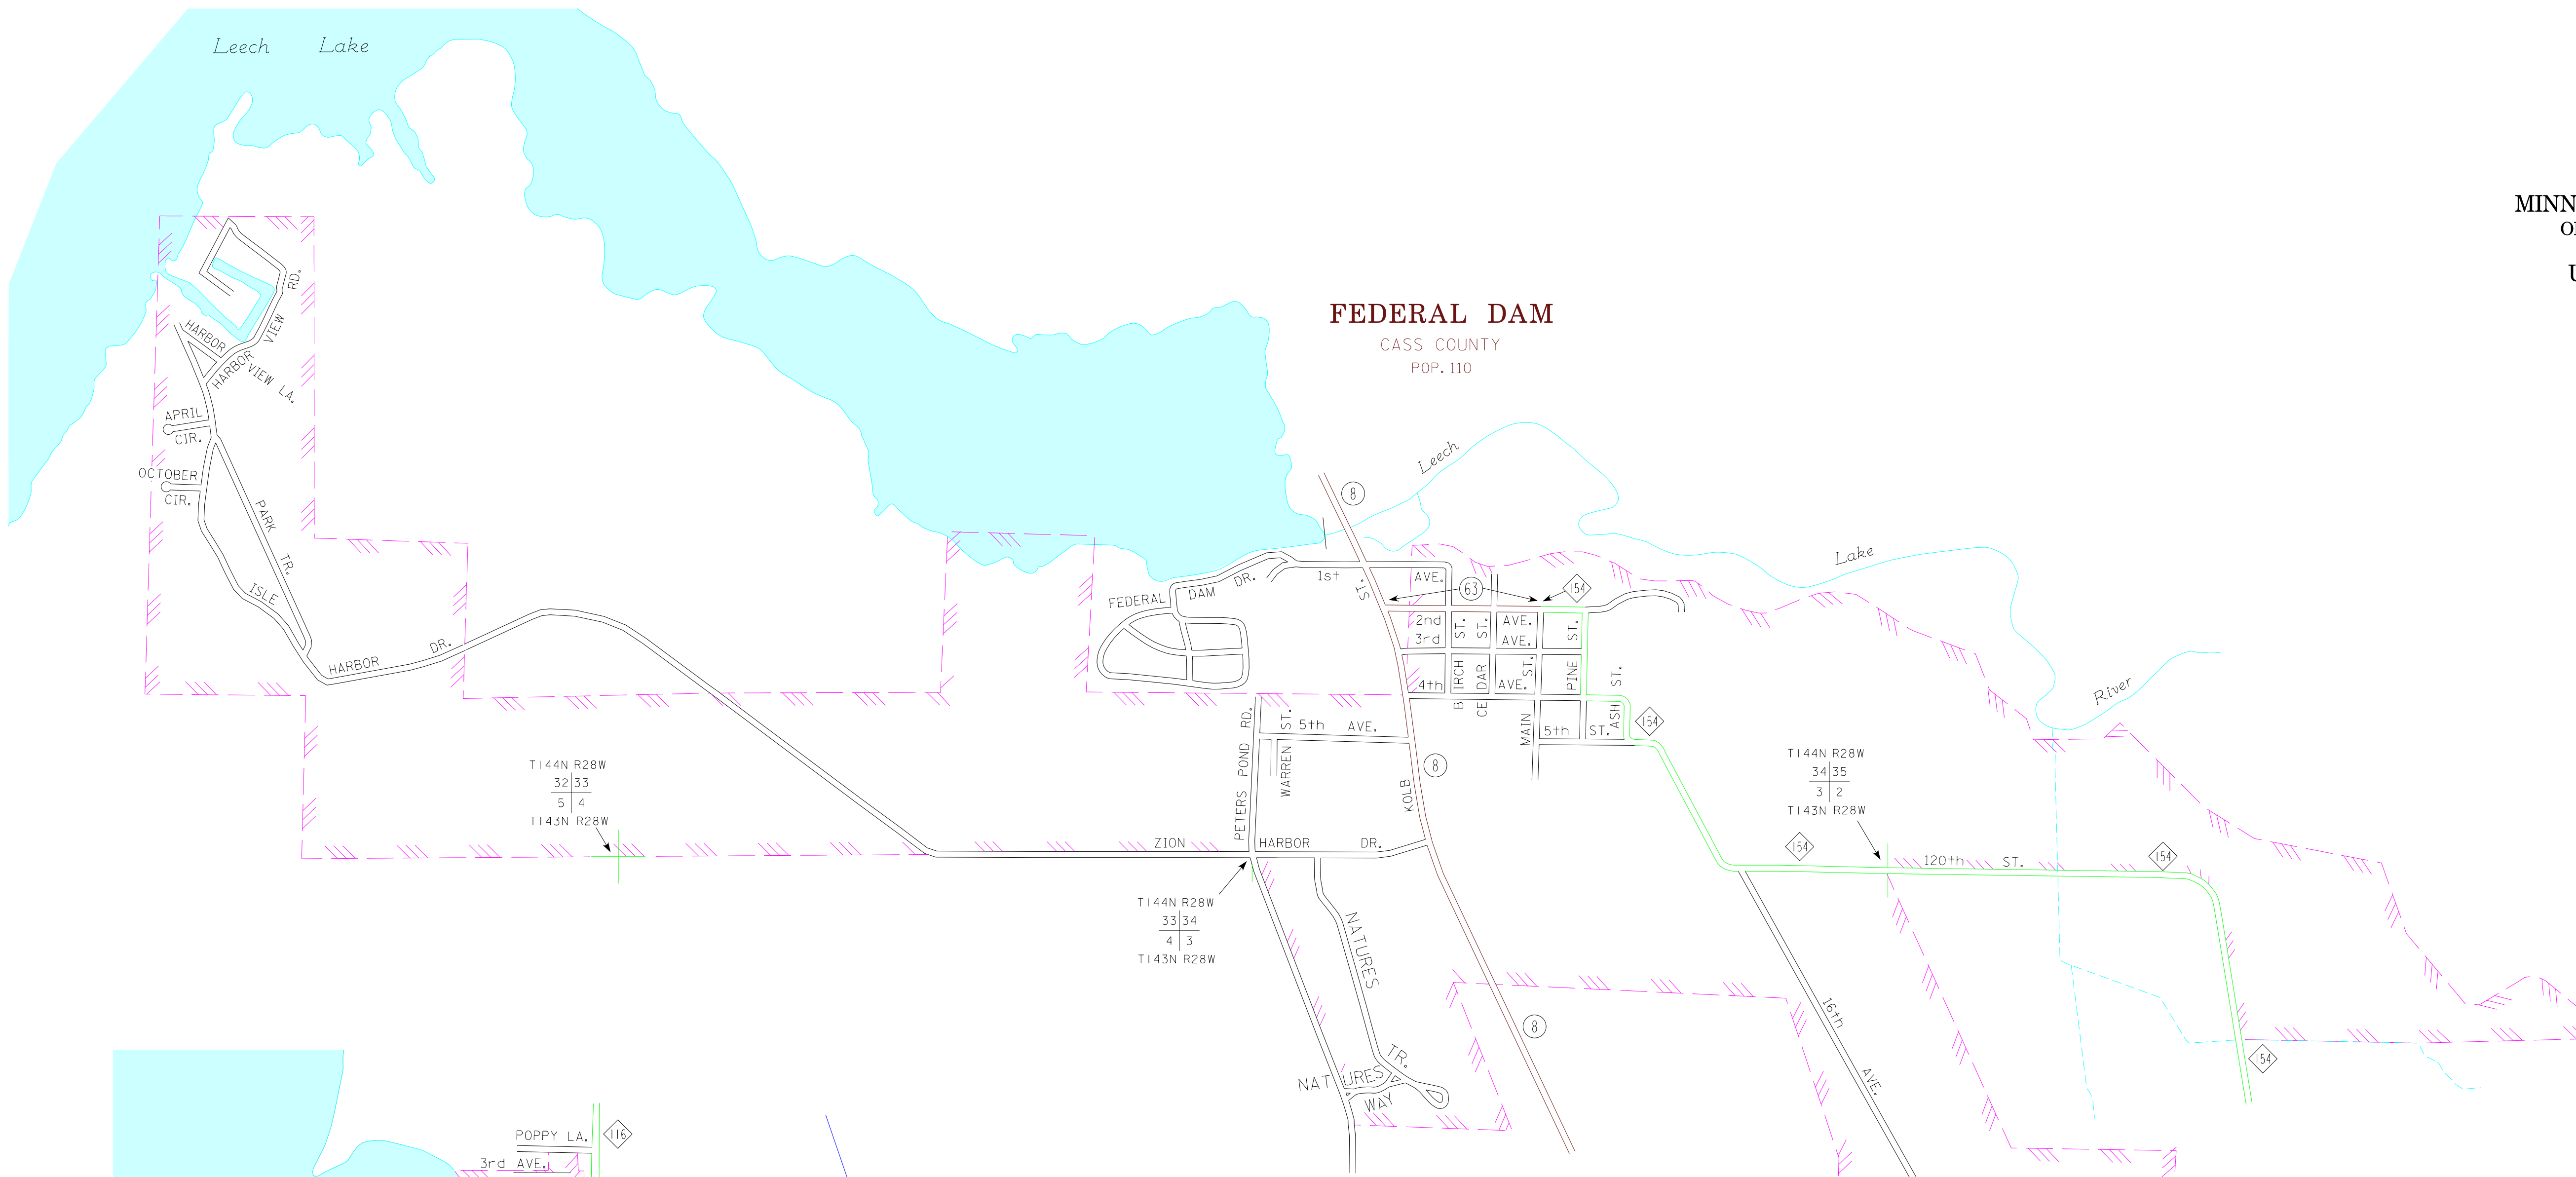 Leech Lake
MINN
FEDERAL DAM
CASS COUNTY
POP. 110
HARBOR VIEW RD.
HARBOR VIEW LA.
APRIL CIR.
OCTOBER CIR.
PARK TR.
ISLE
HARBOR DR.
Leech
Lake
River
8
FEDERAL DAM DR.
1st AVE.
ST.
63
154
2nd AVE.
3rd AVE.
4th AVE.
BIRCH ST.
CEDAR ST.
MAIN ST.
PINE ST.
ASH ST.
154
5th AVE.
5th ST.
PETERS POND RD.
WARREN ST.
KOLB
8
T144N R28W
32 33
5 4
T143N R28W
T144N R28W
34 35
3 2
T143N R28W
ZION HARBOR DR.
154
120th ST.
154
T144N R28W
33 34
4 3
T143N R28W
NATURES TR.
NATURES WAY
8
16th AVE.
154
POPPY LA.
116
3rd AVE.